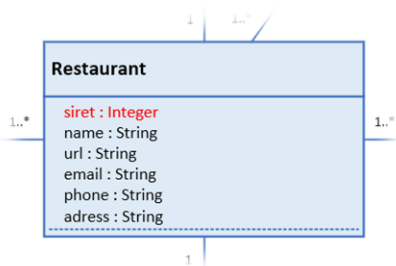 1 1..*
Restaurant
siret : Integer
1..* name : String 1..*
url : String
email : String
phone : String
adress : String
1